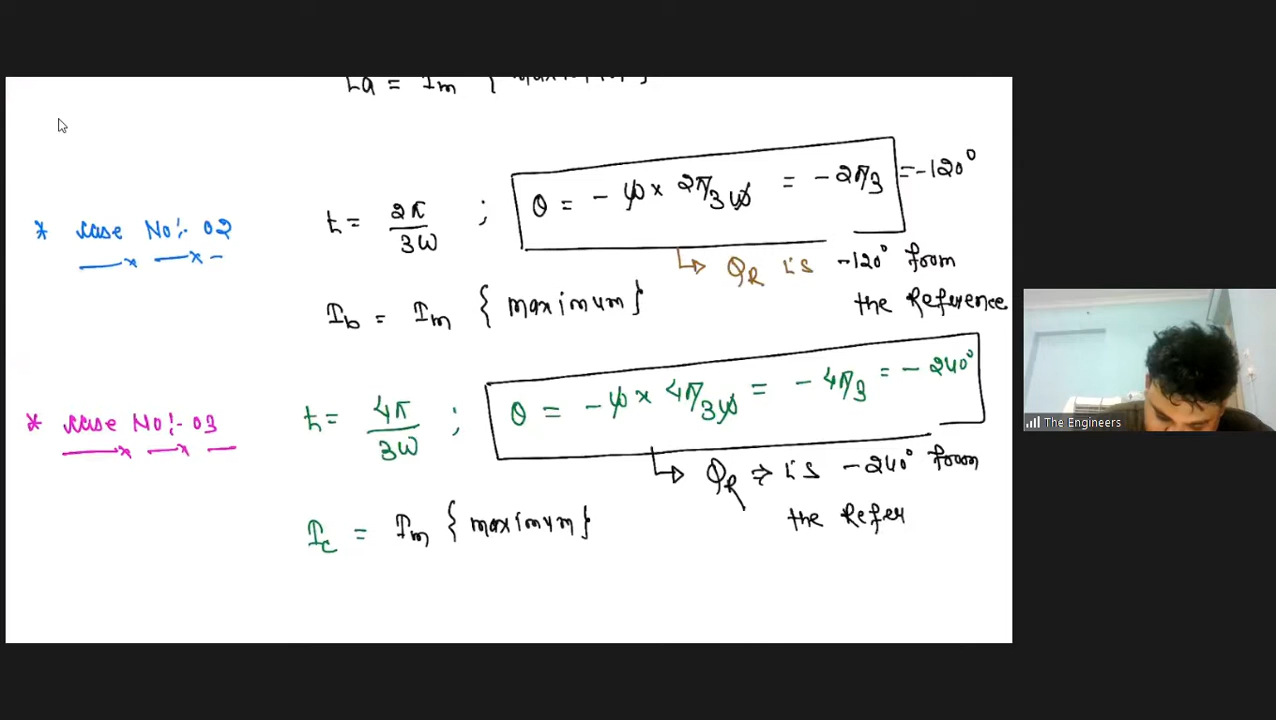 Ia = Im {
* Case No:- 02 t = 2π/3ω ; θ = - ω × 2π/3ω = - 2π/3 = -120°
↳ φR is -120° from
the Reference
Ib = Im {maximum}
* Case No:- 03 t = 4π/3ω ; θ = - ω × 4π/3ω = - 4π/3 = - 240°
↳ φR ⇒ is -240° from
the Refer
Ic = Im {maximum}
The Engineers